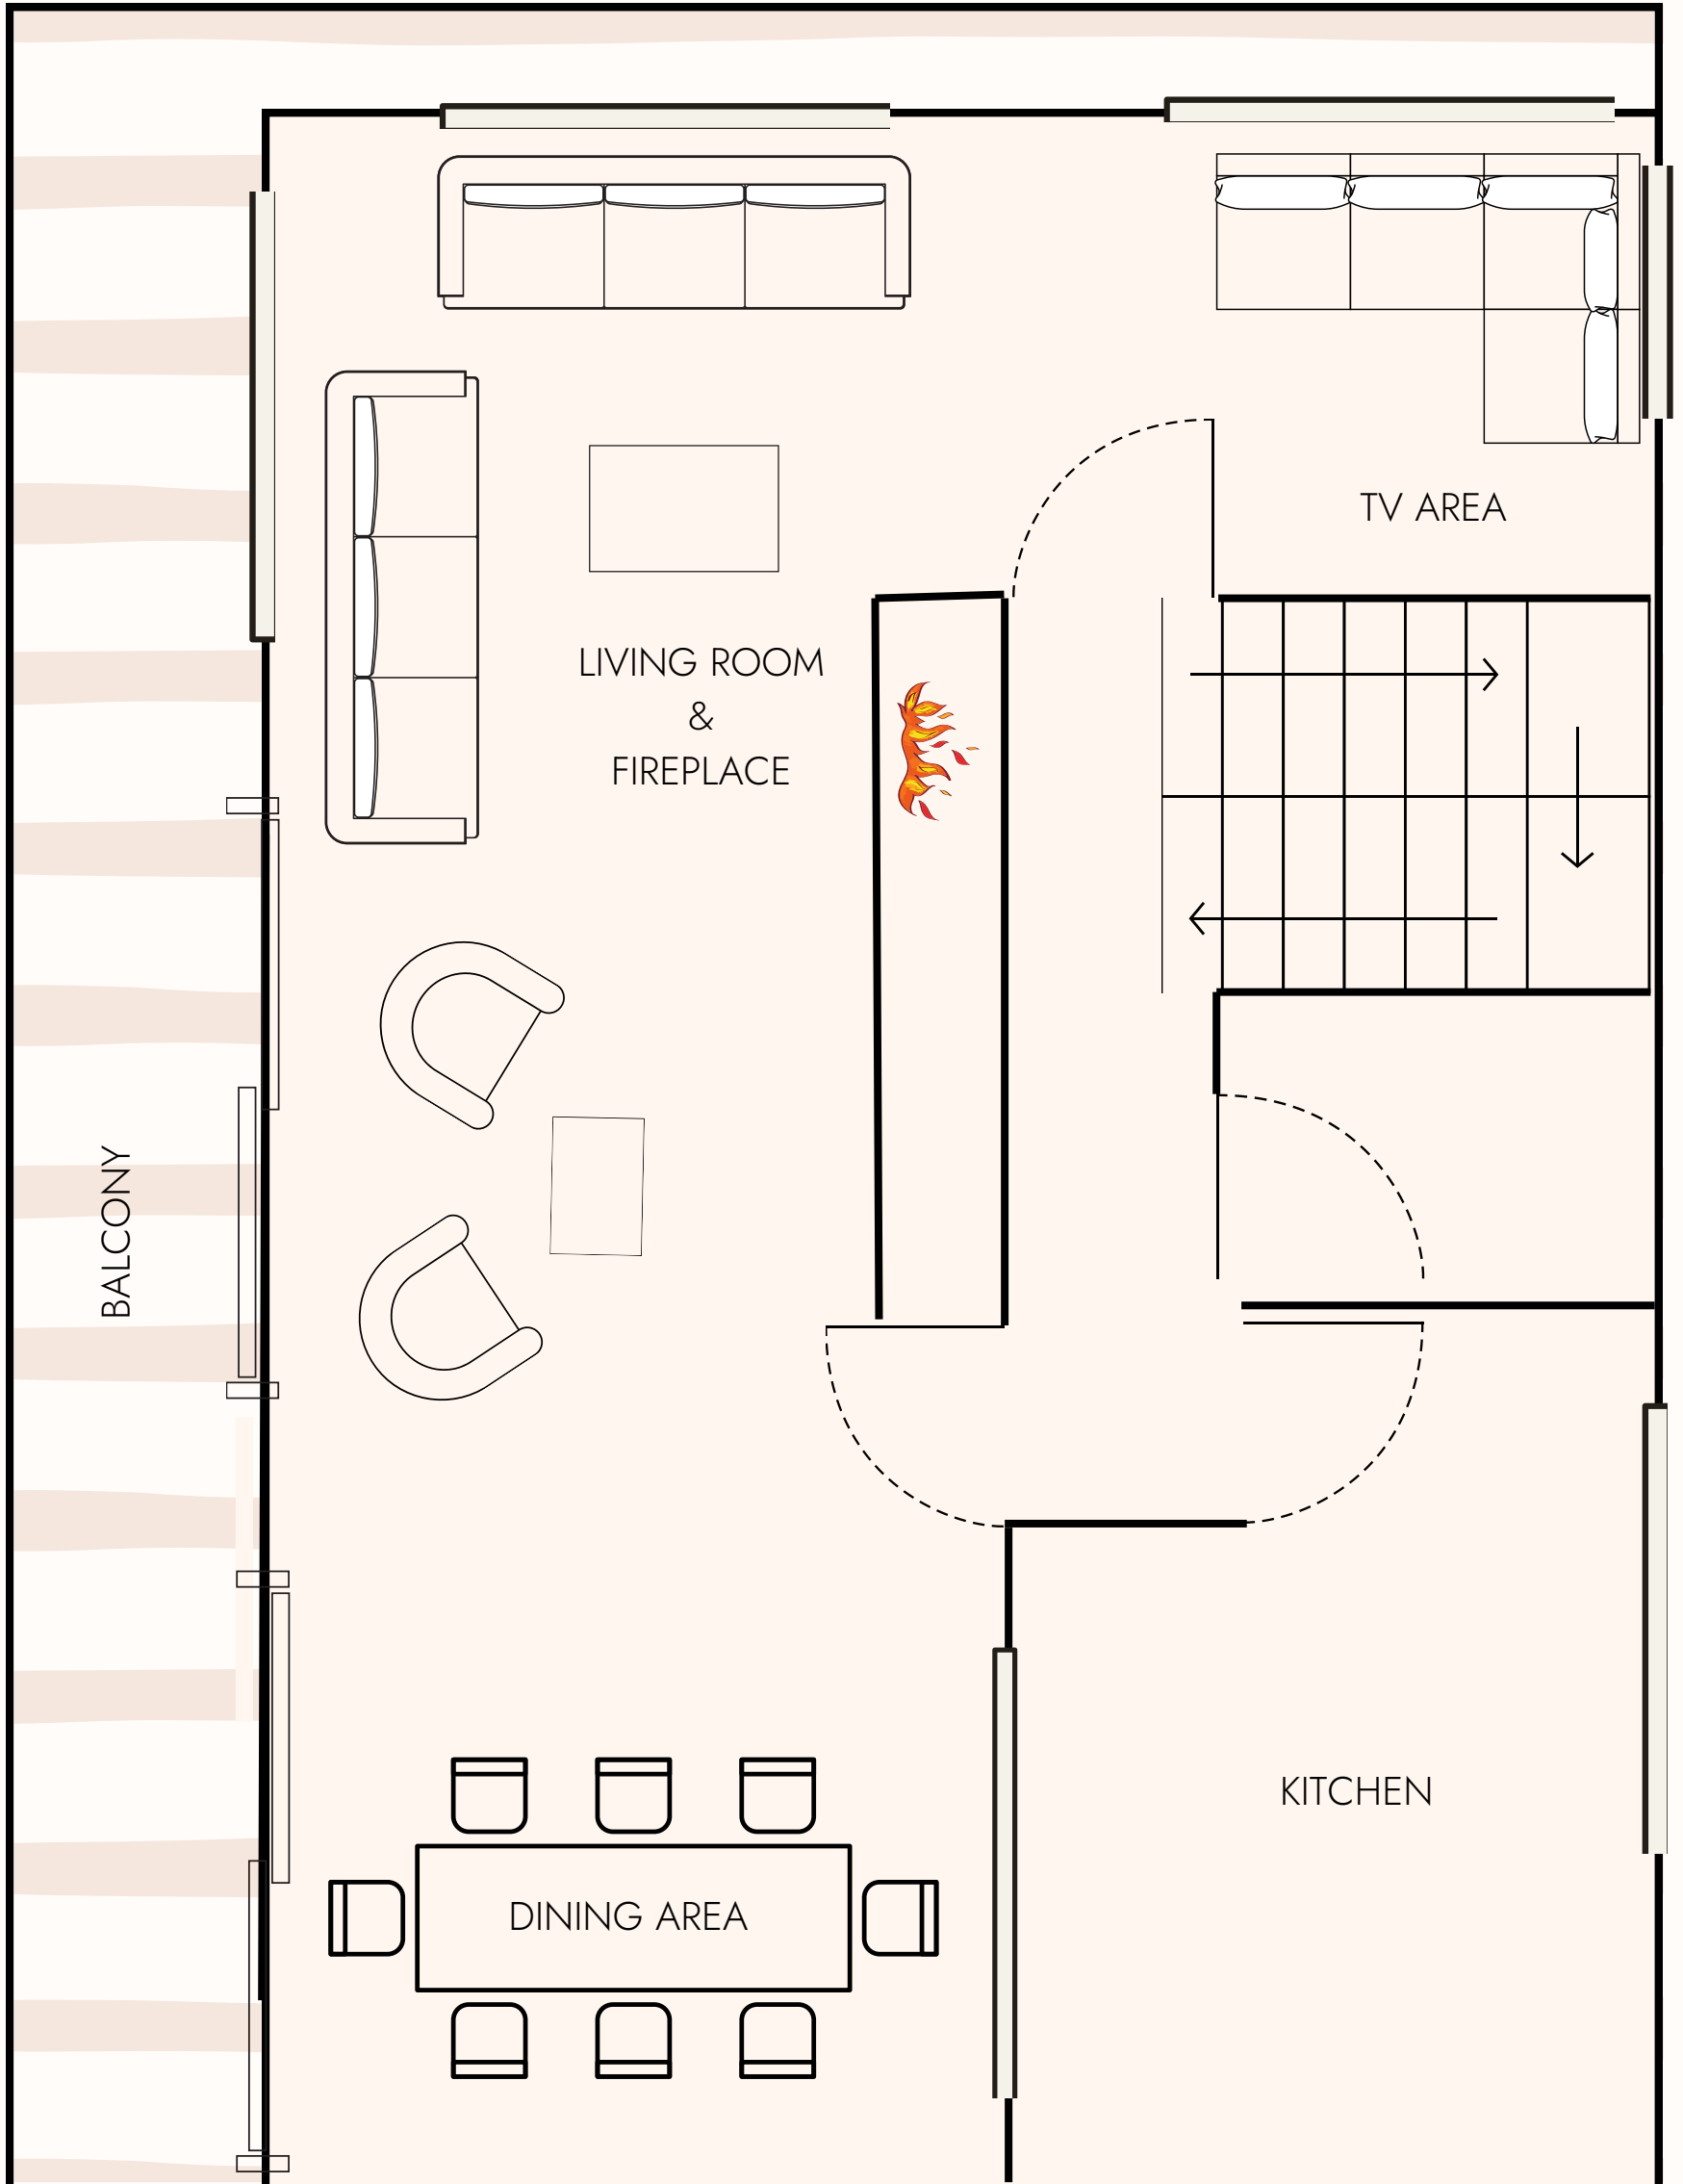 TV AREA
LIVING ROOM
&
FIREPLACE
BALCONY
KITCHEN
DINING AREA